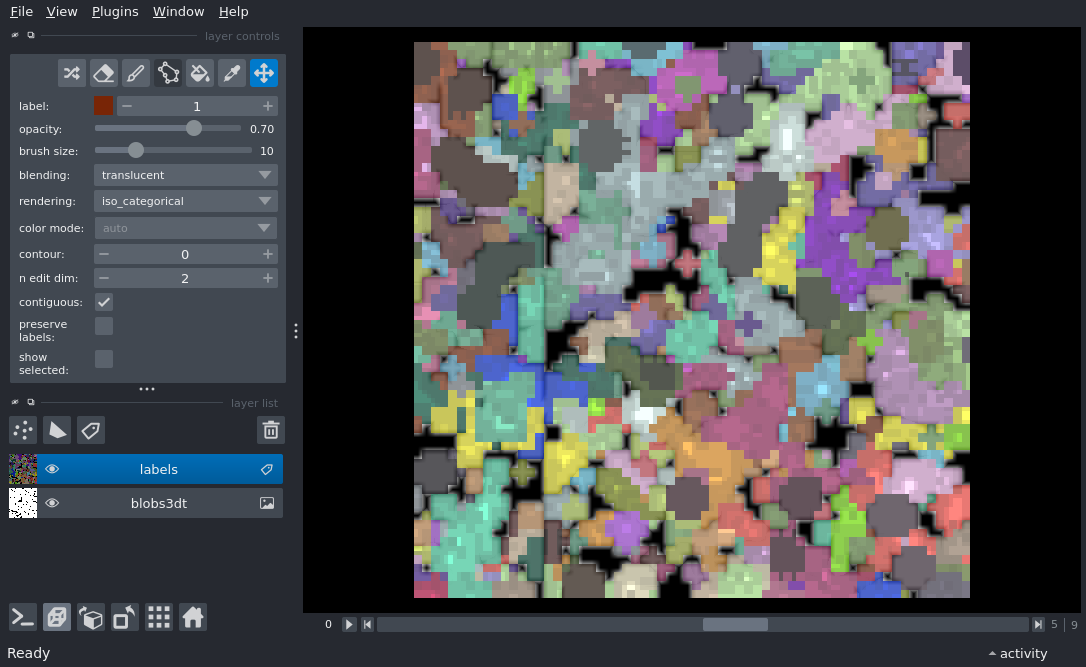 File View Plugins Window Help
layer controls
label: 1
opacity: 0.70
brush size: 10
blending: translucent
rendering: iso_categorical
color mode: auto
contour: 0
n edit dim: 2
contiguous:
preserve
labels:
show
selected:
layer list
labels
blobs3dt
0 5 | 9
Ready activity